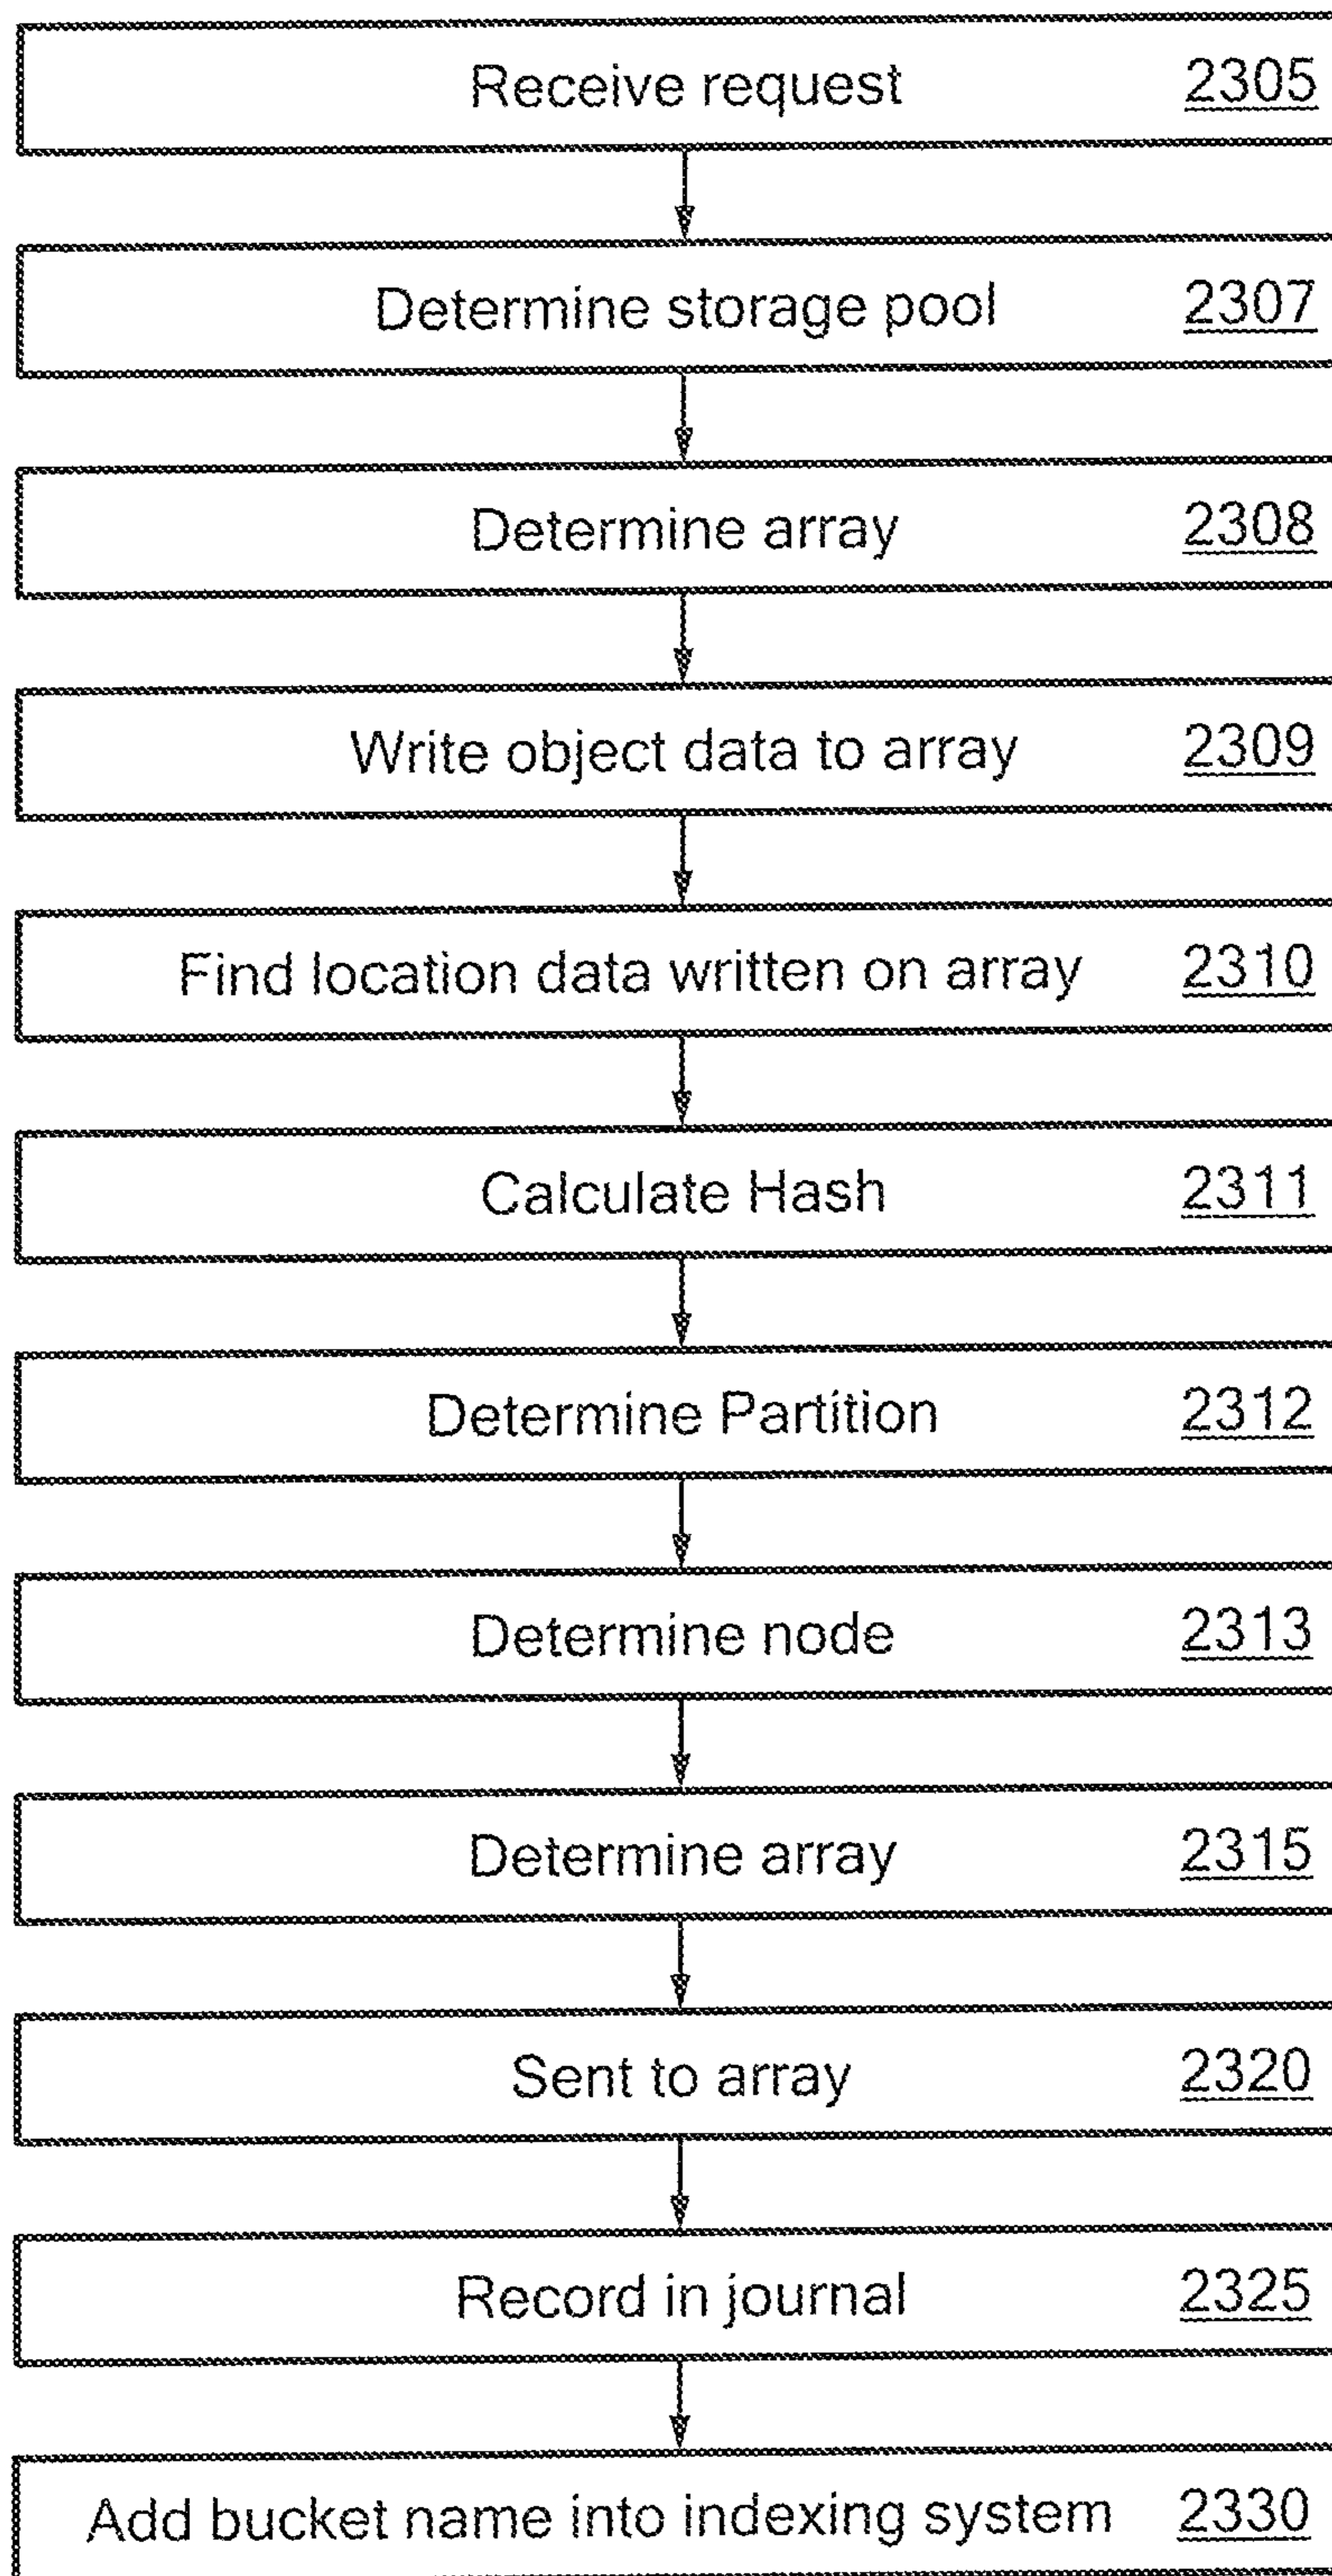 Receive request 2305
Determine storage pool 2307
Determine array 2308
Write object data to array 2309
Find location data written on array 2310
Calculate Hash 2311
Determine Partition 2312
Determine node 2313
Determine array 2315
Sent to array 2320
Record in journal 2325
Add bucket name into indexing system 2330